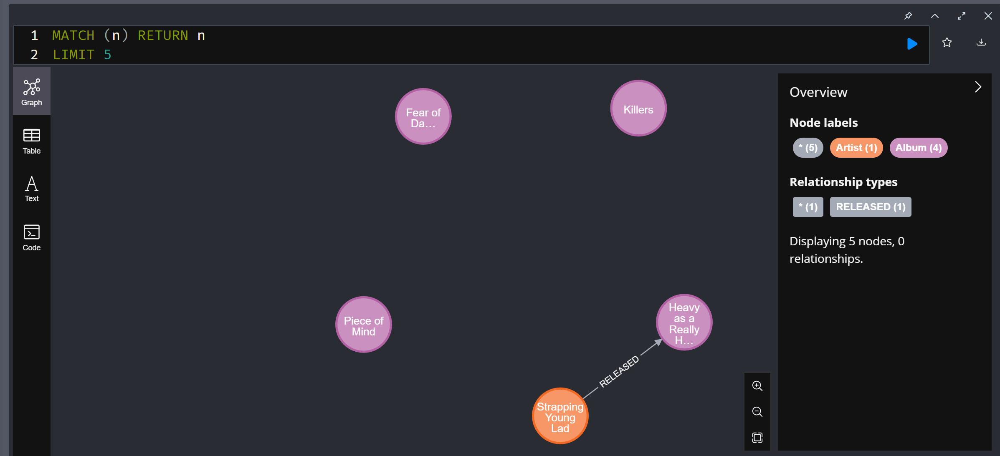 1 MATCH (n) RETURN n
2 LIMIT 5
Graph
Table
Text
Code
Fear of
Da...
Killers
Piece of
Mind
Heavy
as a
Really
H...
RELEASED
Strapping
Young
Lad
Overview
Node labels
* (5) Artist (1) Album (4)
Relationship types
* (1) RELEASED (1)
Displaying 5 nodes, 0
relationships.